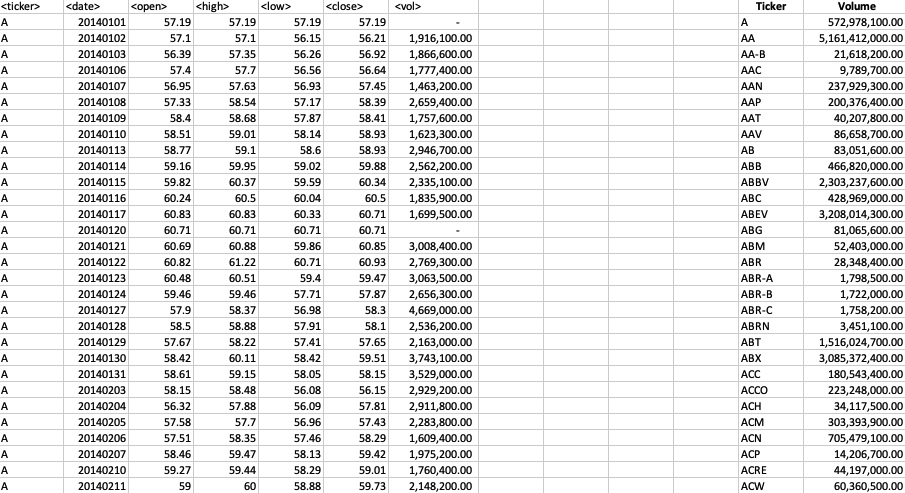 <ticker> <date> <open> <high> <low> <close> <vol> Ticker Volume
A 20140101 57.19 57.19 57.19 57.19 - A 572,978,100.00
A 20140102 57.1 57.1 56.15 56.21 1,916,100.00 AA 5,161,412,000.00
A 20140103 56.39 57.35 56.26 56.92 1,866,600.00 AA-B 21,618,200.00
A 20140106 57.4 57.7 56.56 56.64 1,777,400.00 AAC 9,789,700.00
A 20140107 56.95 57.63 56.93 57.45 1,463,200.00 AAN 237,929,300.00
A 20140108 57.33 58.54 57.17 58.39 2,659,400.00 AAP 200,376,400.00
A 20140109 58.4 58.68 57.87 58.41 1,757,600.00 AAT 40,207,800.00
A 20140110 58.51 59.01 58.14 58.93 1,623,300.00 AAV 86,658,700.00
A 20140113 58.77 59.1 58.6 58.93 2,946,700.00 AB 83,051,600.00
A 20140114 59.16 59.95 59.02 59.88 2,562,200.00 ABB 466,820,000.00
A 20140115 59.82 60.37 59.59 60.34 2,335,100.00 ABBV 2,303,237,600.00
A 20140116 60.24 60.5 60.04 60.5 1,835,900.00 ABC 428,969,000.00
A 20140117 60.83 60.83 60.33 60.71 1,699,500.00 ABEV 3,208,014,300.00
A 20140120 60.71 60.71 60.71 60.71 - ABG 81,065,600.00
A 20140121 60.69 60.88 59.86 60.85 3,008,400.00 ABM 52,403,000.00
A 20140122 60.82 61.22 60.71 60.93 2,769,300.00 ABR 28,348,400.00
A 20140123 60.48 60.51 59.4 59.47 3,063,500.00 ABR-A 1,798,500.00
A 20140124 59.46 59.46 57.71 57.87 2,656,300.00 ABR-B 1,722,000.00
A 20140127 57.9 58.37 56.98 58.3 4,669,000.00 ABR-C 1,758,200.00
A 20140128 58.5 58.88 57.91 58.1 2,536,200.00 ABRN 3,451,100.00
A 20140129 57.67 58.22 57.41 57.65 2,163,000.00 ABT 1,516,024,700.00
A 20140130 58.42 60.11 58.42 59.51 3,743,100.00 ABX 3,085,372,400.00
A 20140131 58.61 59.15 58.05 58.15 3,529,000.00 ACC 180,543,400.00
A 20140203 58.15 58.48 56.08 56.15 2,929,200.00 ACCO 223,248,000.00
A 20140204 56.32 57.88 56.09 57.81 2,911,800.00 ACH 34,117,500.00
A 20140205 57.58 57.7 56.96 57.43 2,283,800.00 ACM 303,393,900.00
A 20140206 57.51 58.35 57.46 58.29 1,609,400.00 ACN 705,479,100.00
A 20140207 58.46 59.47 58.13 59.42 1,975,200.00 ACP 14,206,700.00
A 20140210 59.27 59.44 58.29 59.01 1,760,400.00 ACRE 44,197,000.00
A 20140211 59 60 58.88 59.73 2,148,200.00 ACW 60,360,500.00